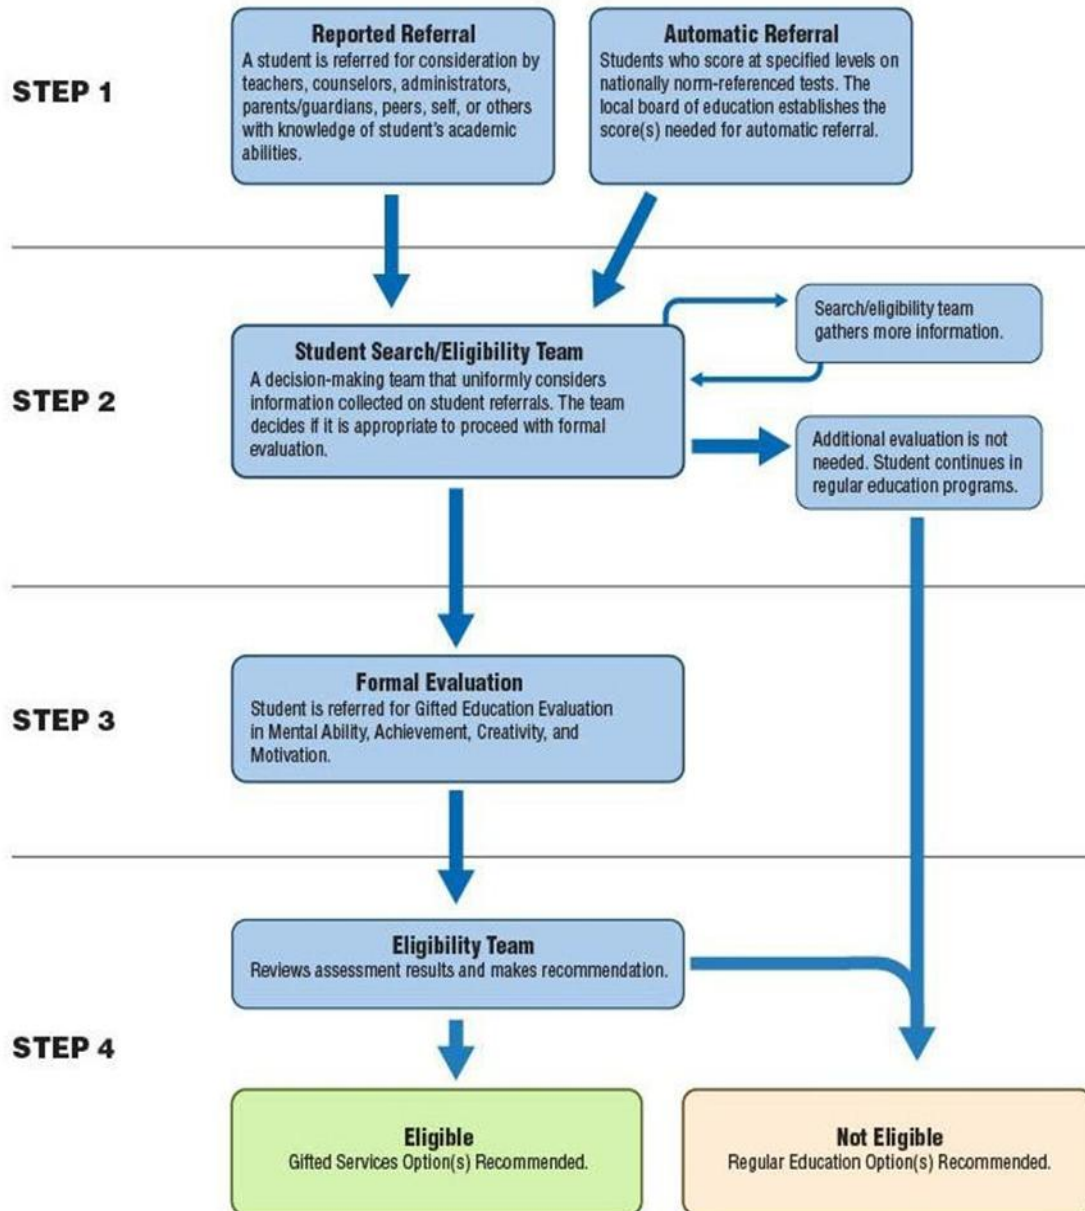 STEP 1
Reported Referral
A student is referred for consideration by
teachers, counselors, administrators,
parents/guardians, peers, self, or others
with knowledge of student's academic
abilities.
Automatic Referral
Students who score at specified levels on
nationally norm-referenced tests. The
local board of education establishes the
score(s) needed for automatic referral.
STEP 2
Student Search/Eligibility Team
A decision-making team that uniformly considers
information collected on student referrals. The team
decides if it is appropriate to proceed with formal
evaluation.
Search/eligibility team
gathers more information.
Additional evaluation is not
needed. Student continues in
regular education programs.
STEP 3
Formal Evaluation
Student is referred for Gifted Education Evaluation
in Mental Ability, Achievement, Creativity, and
Motivation.
STEP 4
Eligibility Team
Reviews assessment results and makes recommendation.
Eligible
Gifted Services Option(s) Recommended.
Not Eligible
Regular Education Option(s) Recommended.